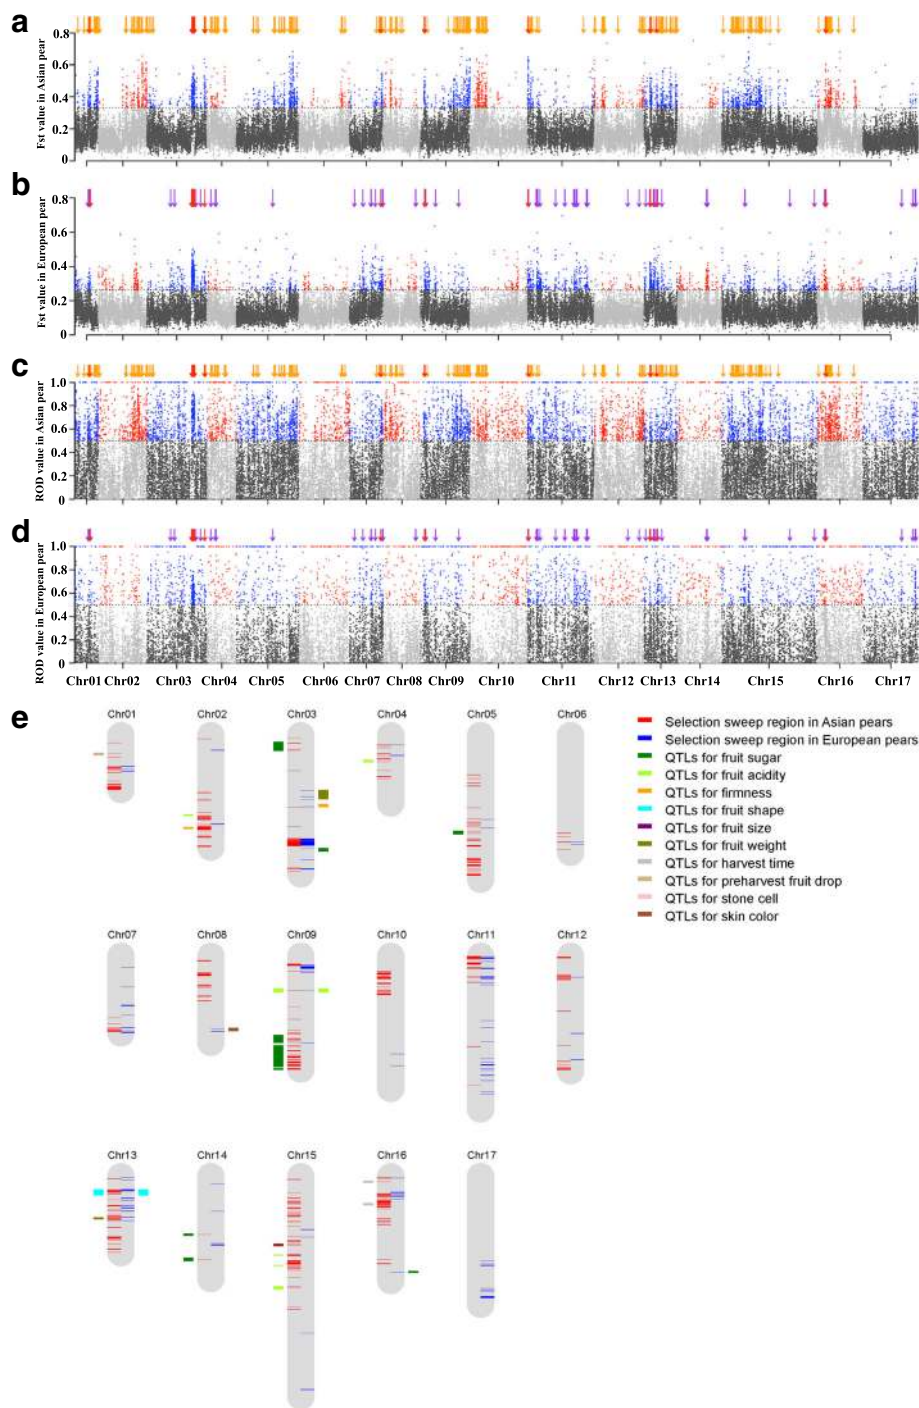 a
0.8
0.6
0.4
0.2
0
Fst value in Asian pear
b
0.8
0.6
0.4
0.2
0
Fst value in European pear
c
1.0
0.8
0.6
0.4
0.2
0
ROD value in Asian pear
d
1.0
0.8
0.6
0.4
0.2
0
ROD value in European pear
Chr01 Chr02 Chr03 Chr04 Chr05 Chr06 Chr07 Chr08 Chr09 Chr10 Chr11 Chr12 Chr13 Chr14 Chr15 Chr16 Chr17
e
Chr01 Chr02 Chr03 Chr04 Chr05 Chr06
Selection sweep region in Asian pears
Selection sweep region in European pears
QTLs for fruit sugar
QTLs for fruit acidity
QTLs for firmness
QTLs for fruit shape
QTLs for fruit size
QTLs for fruit weight
QTLs for harvest time
QTLs for preharvest fruit drop
QTLs for stone cell
QTLs for skin color
Chr07 Chr08 Chr09 Chr10 Chr11 Chr12
Chr13 Chr14 Chr15 Chr16 Chr17